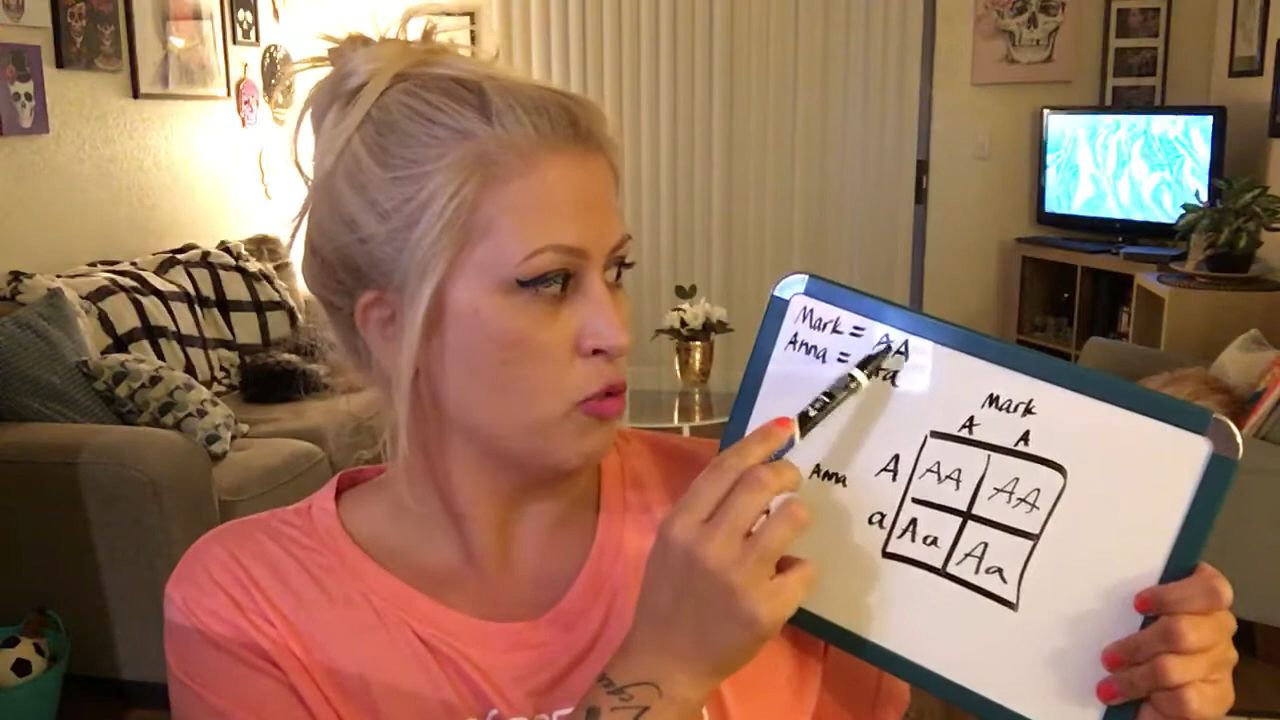 Mark = AA
Anna =
Mark
A A
Anna
A AA AA
a Aa Aa